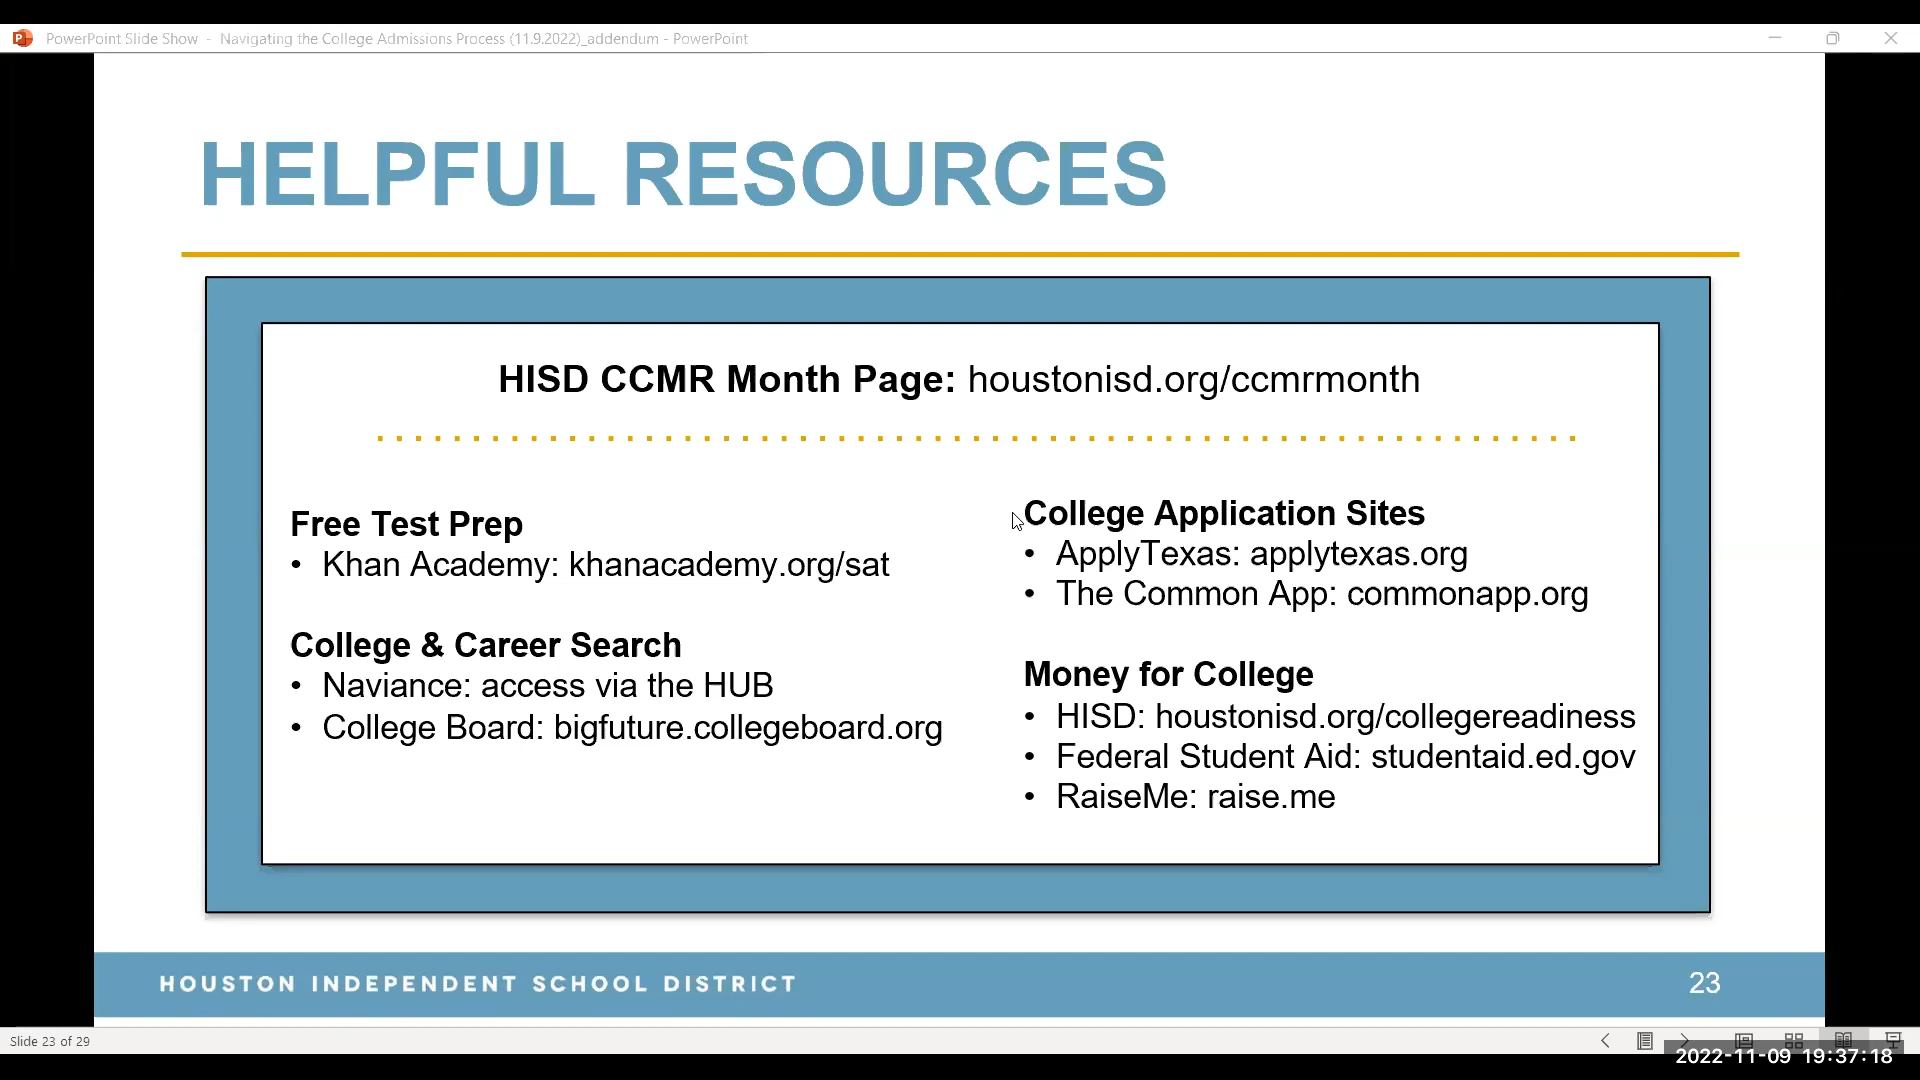 PowerPoint Slide Show - Navigating the College Admissions Process (11.9.2022)_addendum - PowerPoint
HELPFUL RESOURCES
HISD CCMR Month Page: houstonisd.org/ccmrmonth
Free Test Prep
• Khan Academy: khanacademy.org/sat
College & Career Search
• Naviance: access via the HUB
• College Board: bigfuture.collegeboard.org
College Application Sites
• ApplyTexas: applytexas.org
• The Common App: commonapp.org
Money for College
• HISD: houstonisd.org/collegereadiness
• Federal Student Aid: studentaid.ed.gov
• RaiseMe: raise.me
HOUSTON INDEPENDENT SCHOOL DISTRICT
23
Slide 23 of 29
2022-11-09 19:37:18